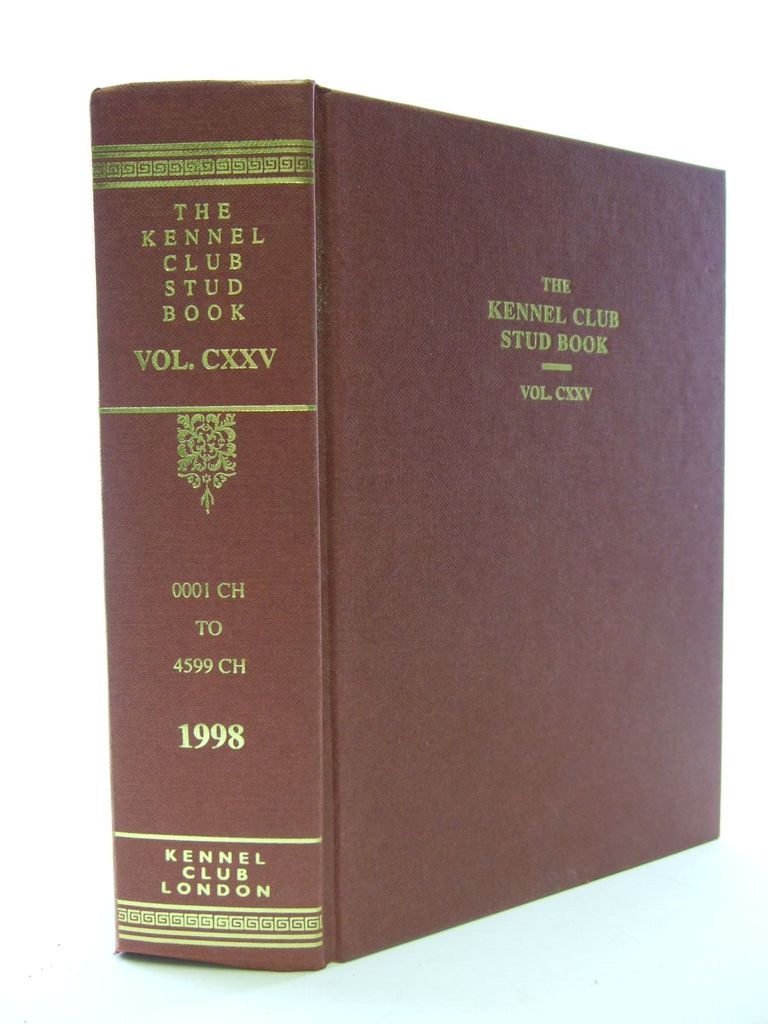 THE
KENNEL
CLUB
STUD
BOOK
VOL. CXXV
0001 CH
TO
4599 CH
1998
KENNEL
CLUB
LONDON
THE
KENNEL CLUB
STUD BOOK
VOL. CXXV